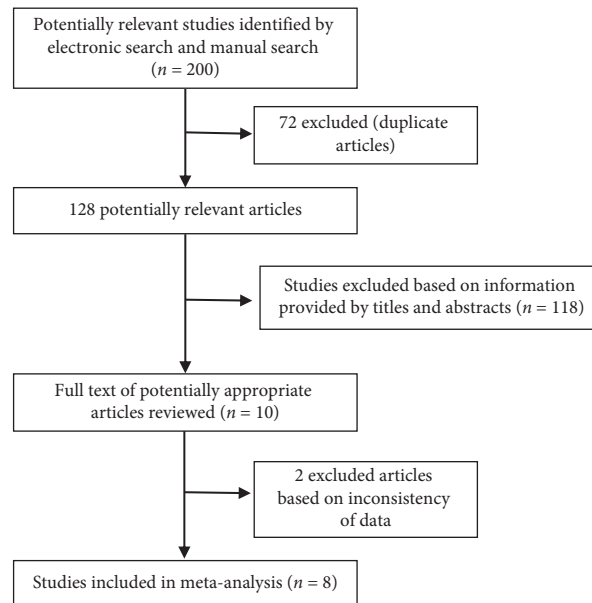 Potentially relevant studies identified by
electronic search and manual search
(n = 200)
72 excluded (duplicate
articles)
128 potentially relevant articles
Studies excluded based on information
provided by titles and abstracts (n = 118)
Full text of potentially appropriate
articles reviewed (n = 10)
2 excluded articles
based on inconsistency
of data
Studies included in meta-analysis (n = 8)